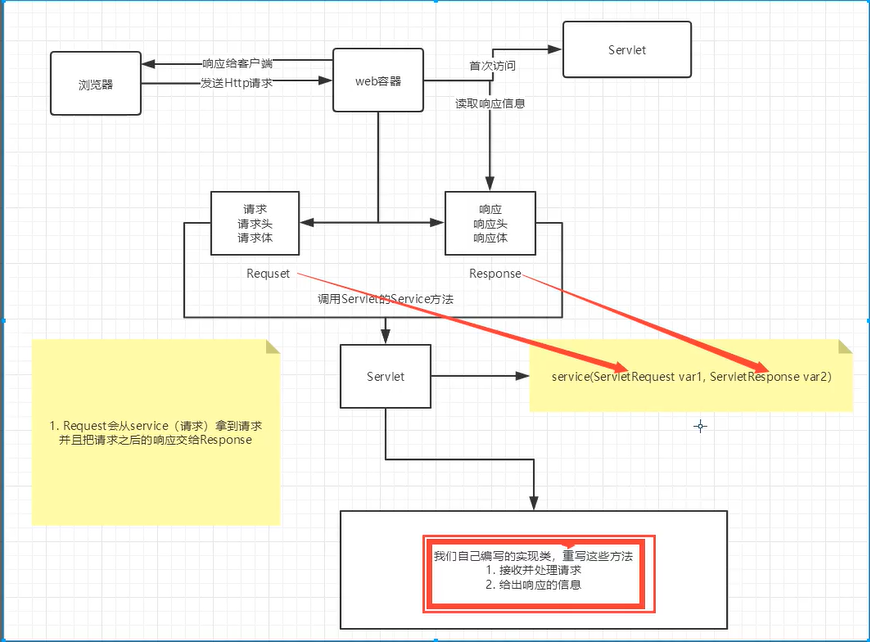 响应给客户端
浏览器
发送Http请求
web容器
首次访问
Servlet
读取响应信息
请求
请求头
请求体
响应
响应头
响应体
Requset
Response
调用Servlet的Service方法
Servlet
service(ServletRequest var1, ServletResponse var2)
1. Request会从service（请求）拿到请求
并且把请求之后的响应交给Response
我们自己编写的实现类，重写这些方法
1. 接收并处理请求
2. 给出响应的信息